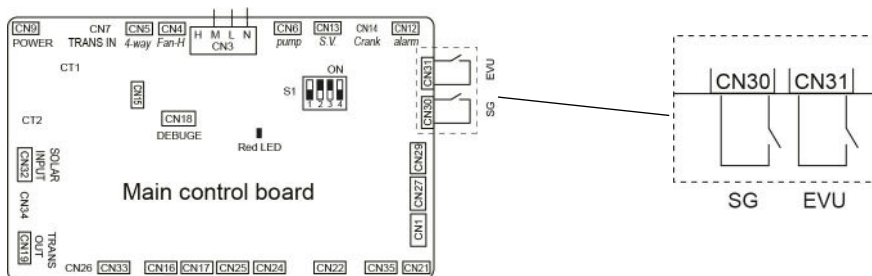 CN9 CN7 CN5 CN4 CN6 CN13 CN14 CN12
POWER TRANS IN 4-way Fan-H H M L N CN3 pump S.V. Crank alarm
CT1
CT2
CN15
CN18
DEBUGE
Red LED
ON
S1
1 2 3 4
CN31 EVU
CN30 SG
CN29
CN27
CN1
SOLAR INPUT
CN32
CN34
TRANS OUT
CN19
Main control board
CN26 CN33 CN16 CN17 CN25 CN24 CN22 CN35 CN21
CN30 CN31
SG EVU